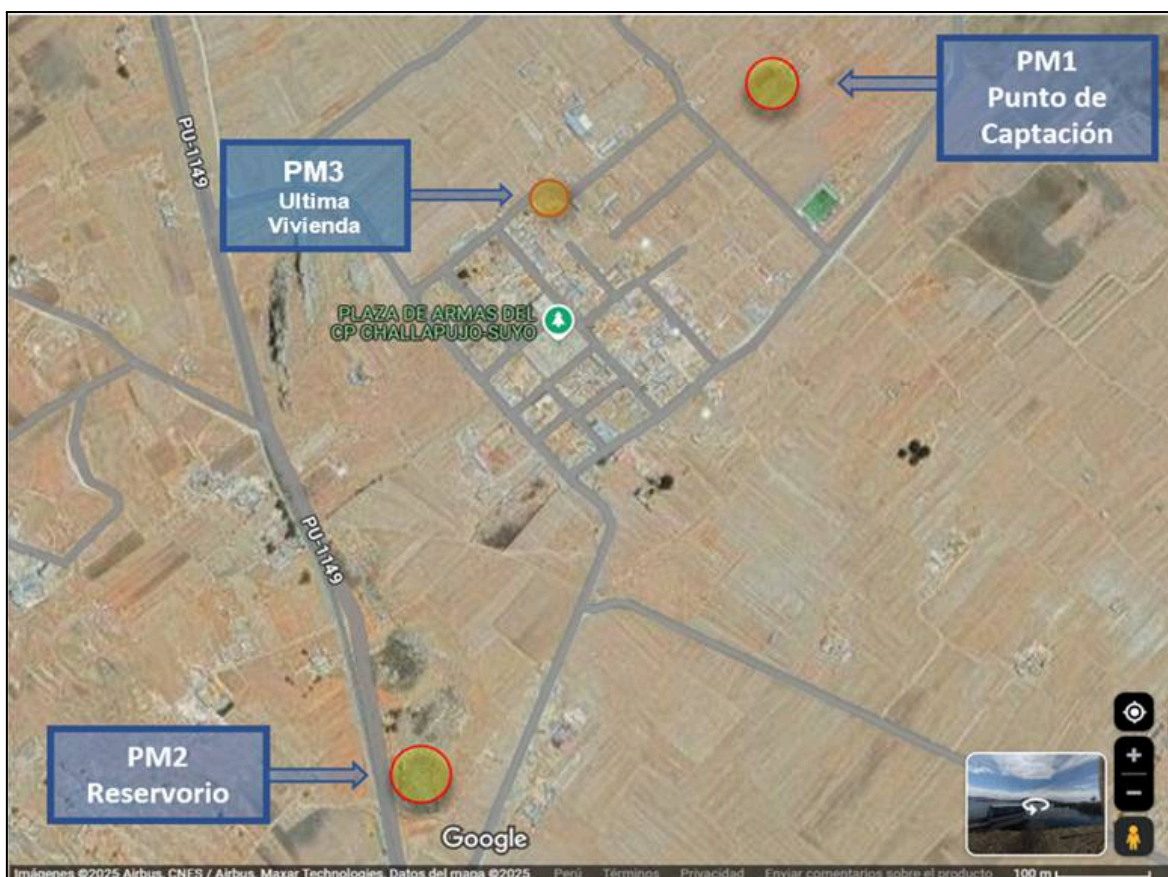 PM1
Punto de
Captación
PU-1149
PM3
Ultima
Vivienda
PLAZA DE ARMAS DEL
CP CHALLAPUJO-SUYO
PU-1149
PM2
Reservorio
Google
Imágenes ©2025 Airbus, CNES / Airbus, Maxar Technologies, Datos del mapa ©2025 Perú Términos Privacidad Enviar comentarios sobre el producto 100 m